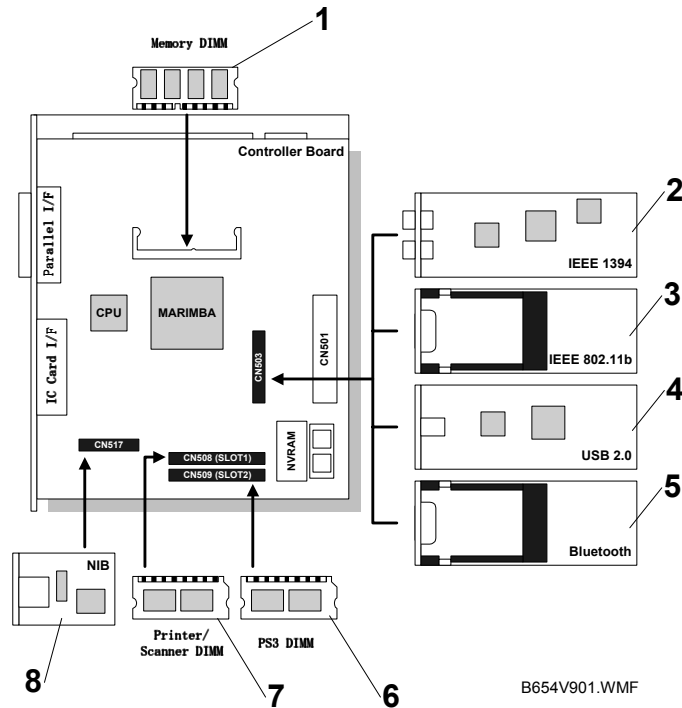 1
Memory DIMM
Controller Board
Parallel I/F
IC Card I/F
CPU
MARIMBA
CN503
CN501
CN517
CN508 (SLOT1)
CN509 (SLOT2)
NVRAM
2
IEEE 1394
3
IEEE 802.11b
4
USB 2.0
5
Bluetooth
NIB
Printer/
Scanner DIMM
PS3 DIMM
8
7
6
B654V901.WMF